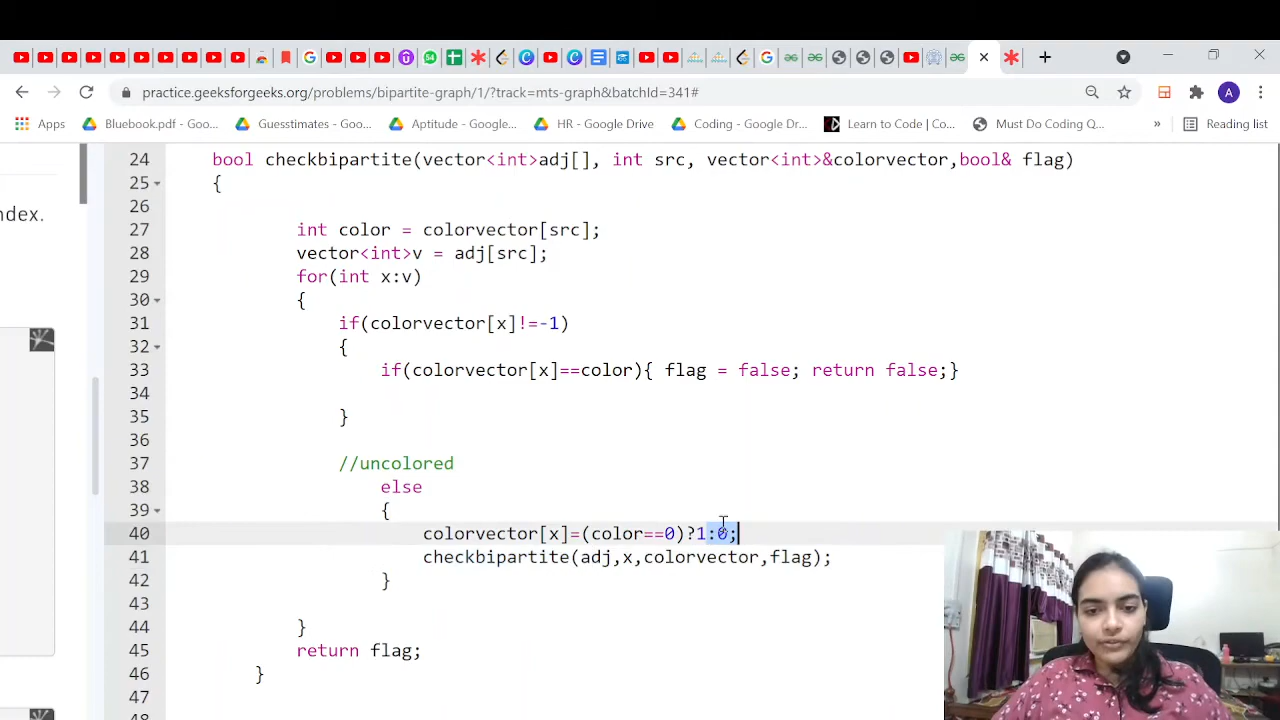 practice.geeksforgeeks.org/problems/bipartite-graph/1/?track=mts-graph&batchId=341#
A
Apps
Bluebook.pdf - Goo...
Guesstimates - Goo...
Aptitude - Google...
HR - Google Drive
Coding - Google Dr...
Learn to Code | Co...
Must Do Coding Q...
»
Reading list
ndex.
24 bool checkbipartite(vector<int>adj[], int src, vector<int>&colorvector,bool& flag)
25 {
26
27 int color = colorvector[src];
28 vector<int>v = adj[src];
29 for(int x:v)
30 {
31 if(colorvector[x]!=-1)
32 {
33 if(colorvector[x]==color){ flag = false; return false;}
34
35 }
36
37 //uncolored
38 else
39 {
40 colorvector[x]=(color==0)?1:0;
41 checkbipartite(adj,x,colorvector,flag);
42 }
43
44 }
45 return flag;
46 }
47